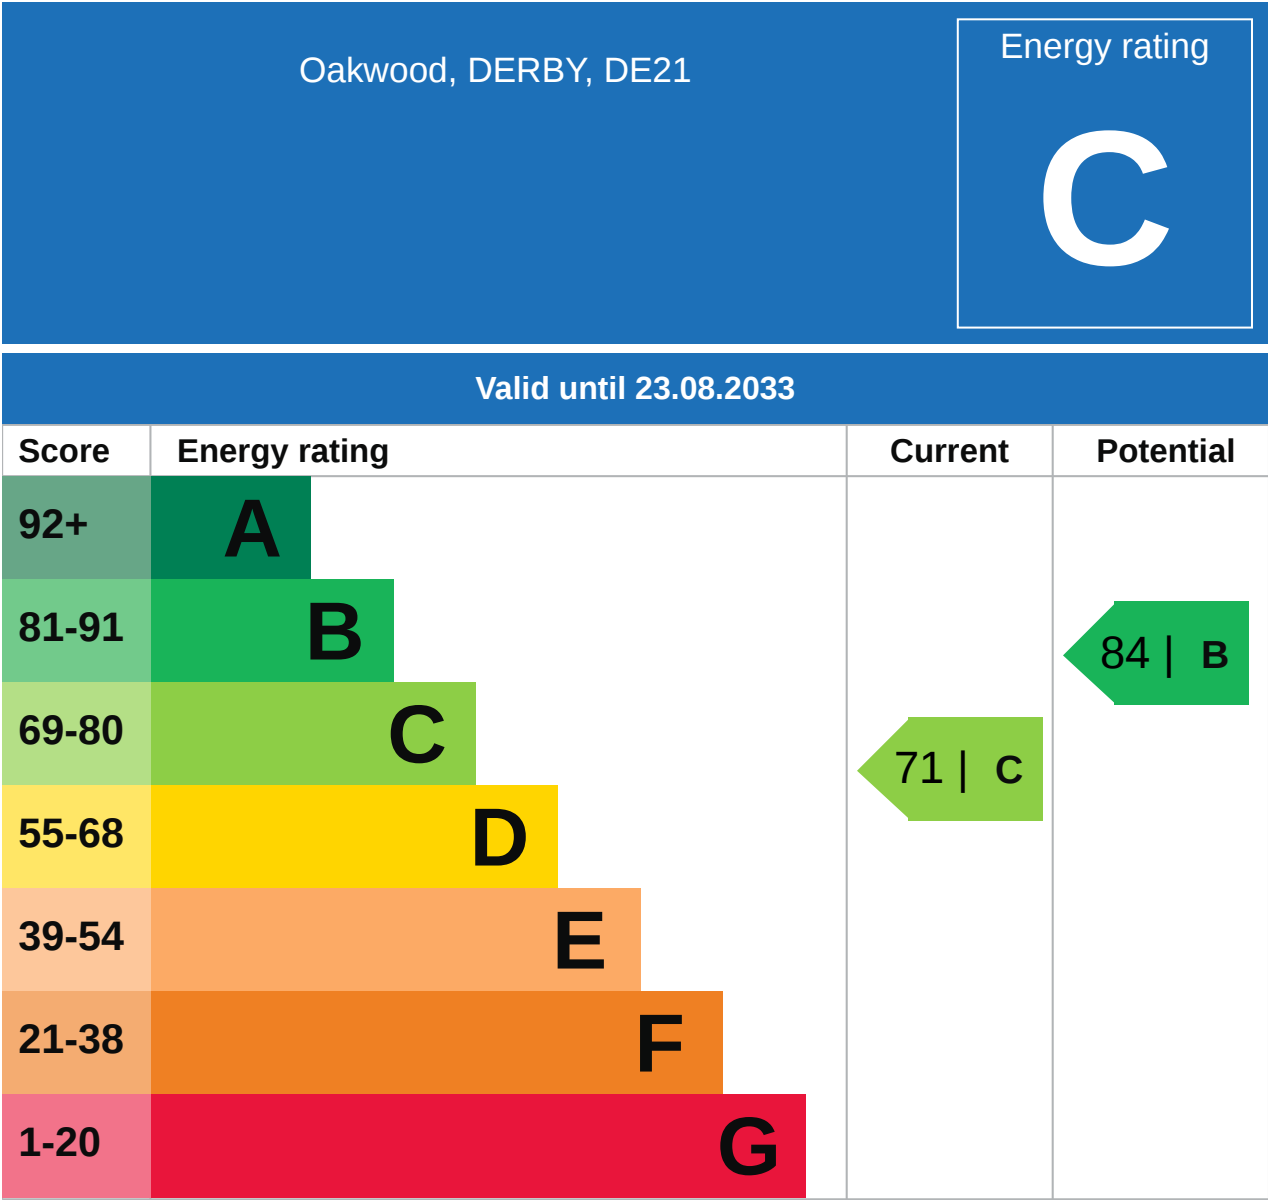 Oakwood, DERBY, DE21
Energy rating
C
Valid until 23.08.2033
Score Energy rating Current Potential
92+ A
81-91 B
84 | B
69-80 C
71 | C
55-68 D
39-54 E
21-38 F
1-20 G